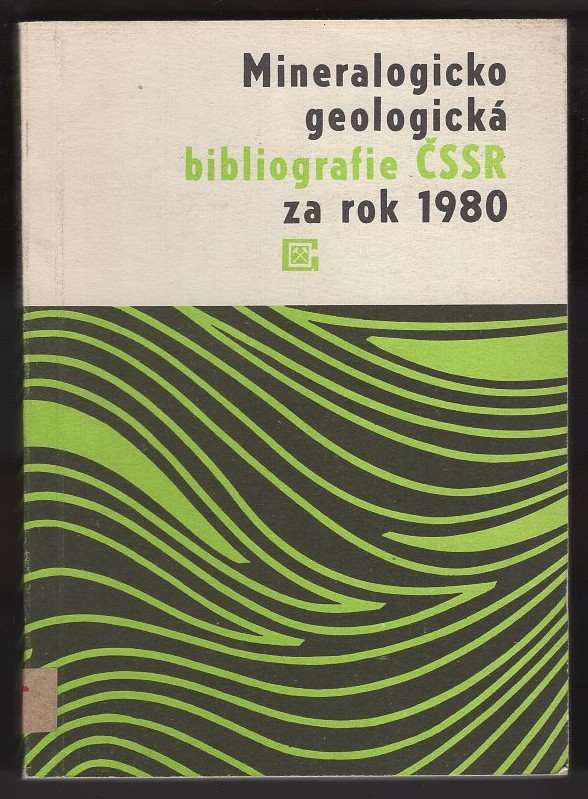 Mineralogicko
geologická
bibliografie ČSSR
za rok 1980